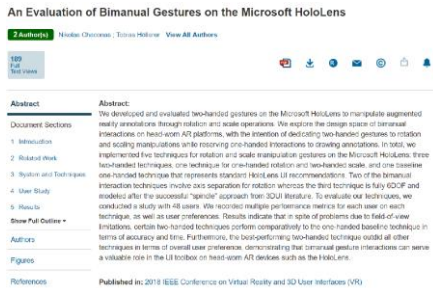 An Evaluation of Bimanual Gestures on the Microsoft HoloLens
2 Author(s) Nikolas Chaconas ; Tobias Höllerer View All Authors
189
Full
Text Views
Abstract
Document Sections
1 Introduction
2 Related Work
3 System and Techniques
4 User Study
5 Results
Show Full Outline
Authors
Figures
References
Abstract:
We developed and evaluated two-handed gestures on the Microsoft HoloLens to manipulate augmented
reality annotations through rotation and scale operations. We explore the design space of bimanual
interactions on head-worn AR platforms, with the intention of dedicating two-handed gestures to rotation
and scaling manipulations while reserving one-handed interactions to drawing annotations. In total, we
implemented five techniques for rotation and scale manipulation gestures on the Microsoft HoloLens: three
two-handed techniques, one technique for one-handed rotation and two-handed scale, and one baseline
one-handed technique that represents standard HoloLens UI recommendations. Two of the bimanual
interaction techniques involve axis separation for rotation whereas the third technique is fully 6DOF and
modeled after the successful "spindle" approach from 3DUI literature. To evaluate our techniques, we
conducted a study with 48 users. We recorded multiple performance metrics for each user on each
technique, as well as user preferences. Results indicate that in spite of problems due to field-of-view
limitations, certain two-handed techniques perform comparatively to the one-handed baseline technique in
terms of accuracy and time. Furthermore, the best-performing two-handed technique outdid all other
techniques in terms of overall user preference, demonstrating that bimanual gesture interactions can serve
a valuable role in the UI toolbox on head-worn AR devices such as the HoloLens.
Published in: 2018 IEEE Conference on Virtual Reality and 3D User Interfaces (VR)